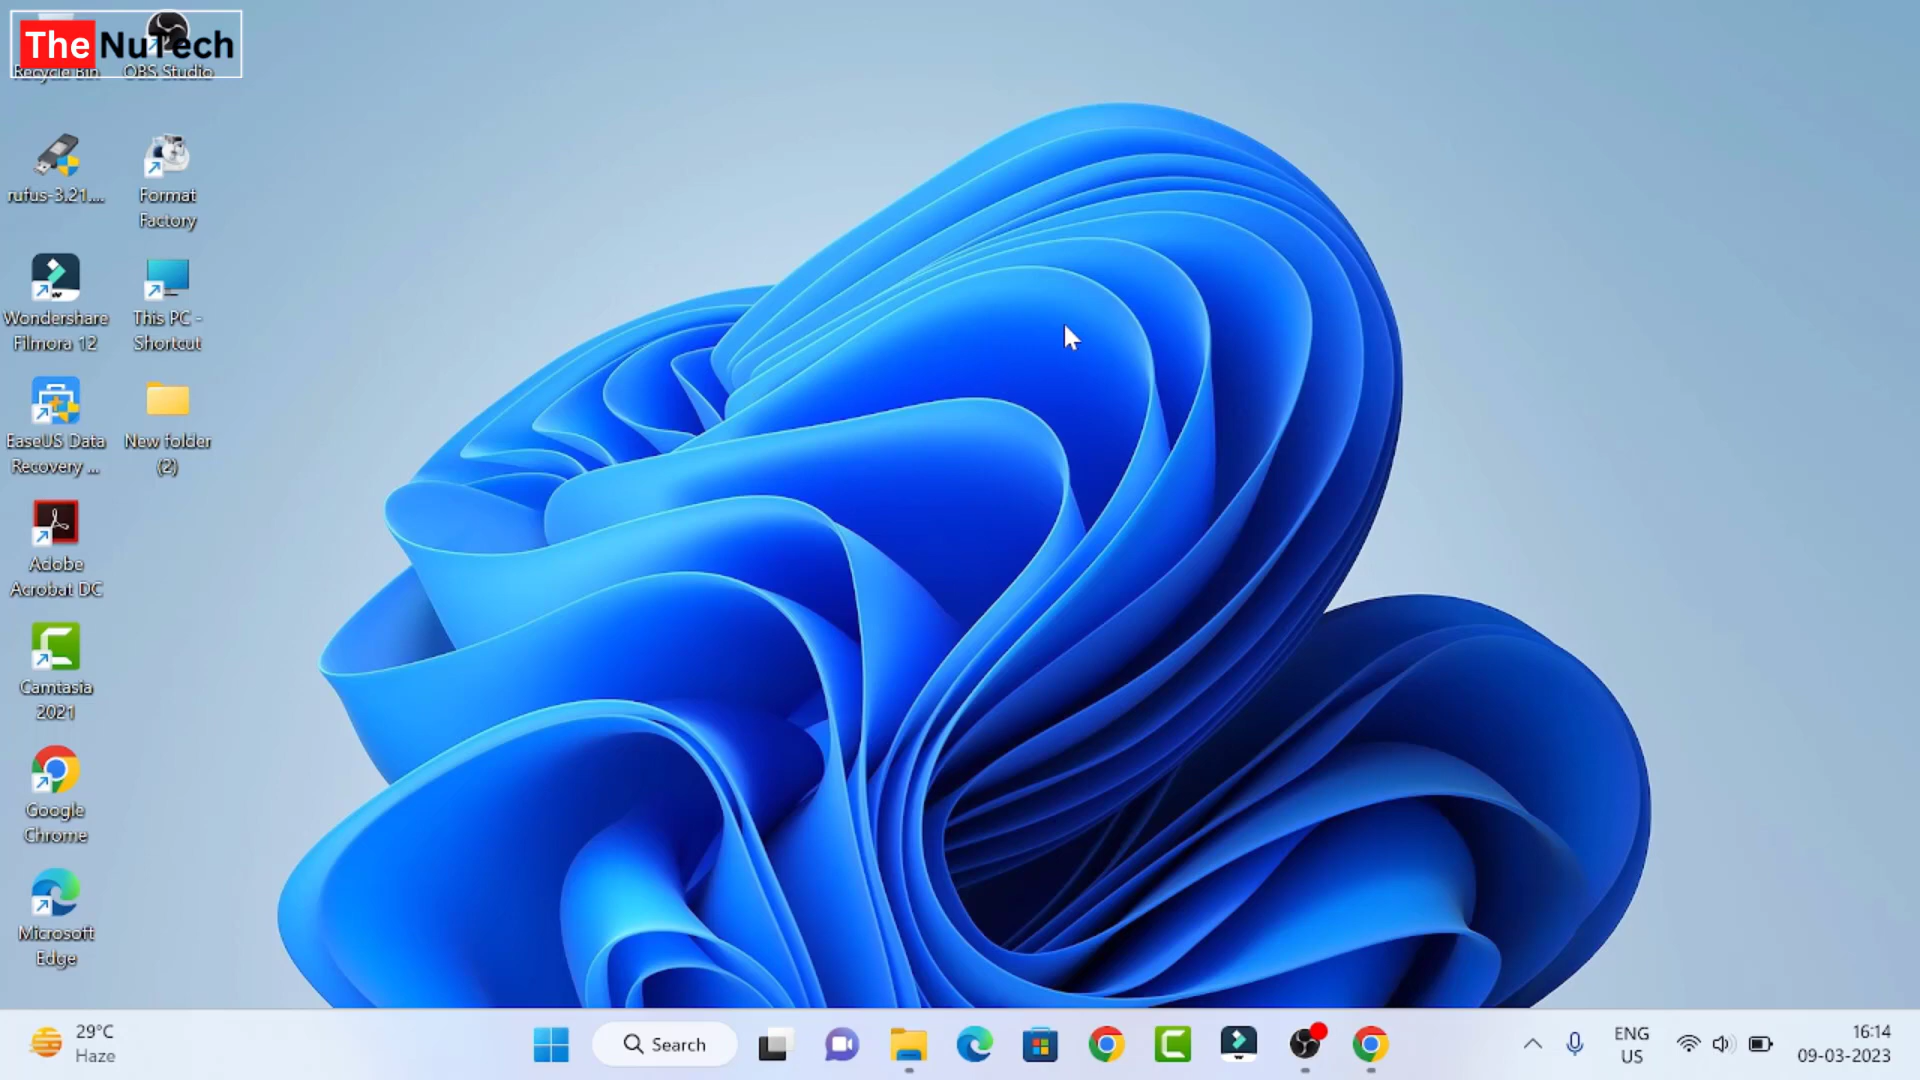 The NuTech
Recycle Bin
OBS Studio
rufus-3.21....
Format
Factory
Wondershare
Filmora 12
This PC -
Shortcut
EaseUS Data
Recovery ...
New folder
(2)
Adobe
Acrobat DC
Camtasia
2021
Google
Chrome
Microsoft
Edge
29°C
Haze
Search
ENG
US
16:14
09-03-2023